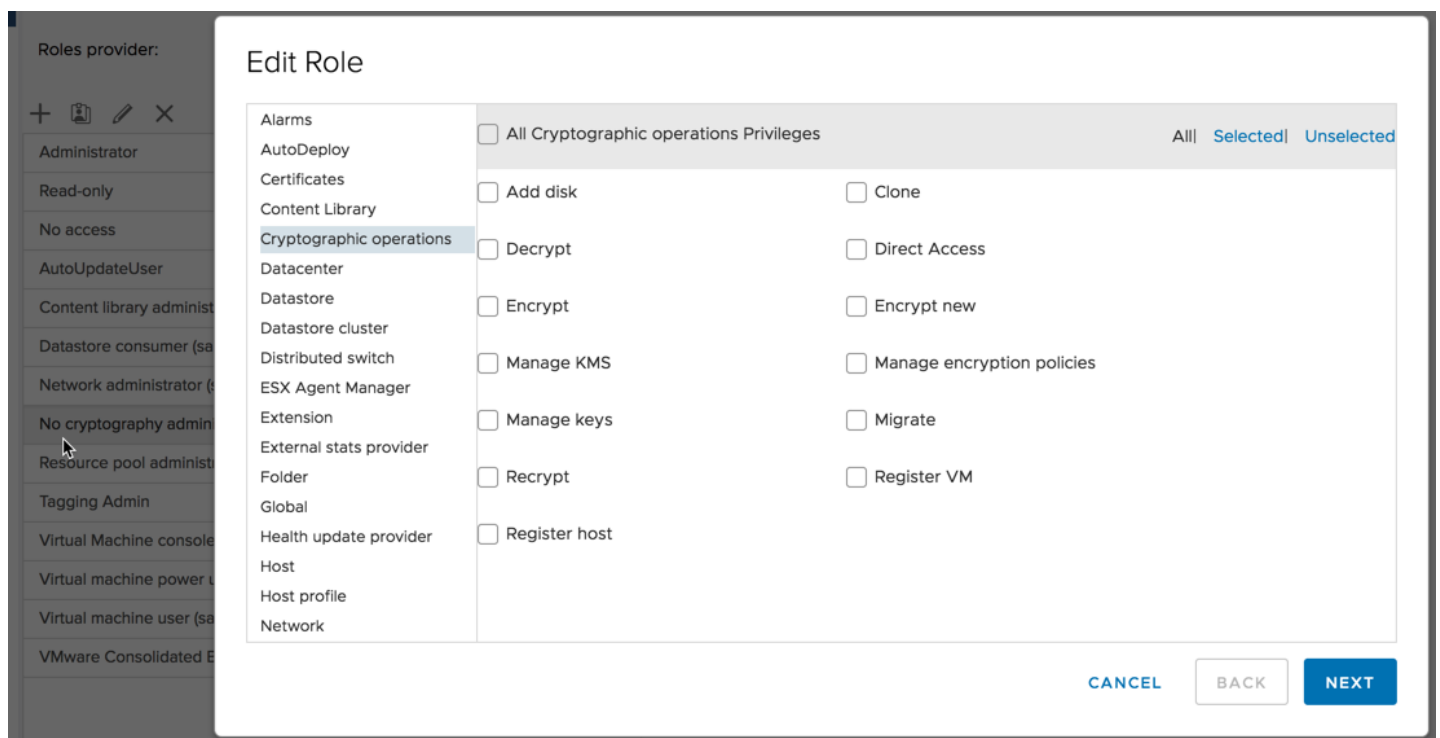 Roles provider:
Administrator
Read-only
No access
AutoUpdateUser
Content library administ
Datastore consumer (sa
Network administrator (
No cryptography admin
Resource pool administ
Tagging Admin
Virtual Machine console
Virtual machine power
Virtual machine user (sa
VMware Consolidated
Edit Role
Alarms
AutoDeploy
Certificates
Content Library
Cryptographic operations
Datacenter
Datastore
Datastore cluster
Distributed switch
ESX Agent Manager
Extension
External stats provider
Folder
Global
Health update provider
Host
Host profile
Network
All Cryptographic operations Privileges
All| Selected| Unselected
Add disk
Clone
Decrypt
Direct Access
Encrypt
Encrypt new
Manage KMS
Manage encryption policies
Manage keys
Migrate
Recrypt
Register VM
Register host
CANCEL
BACK
NEXT